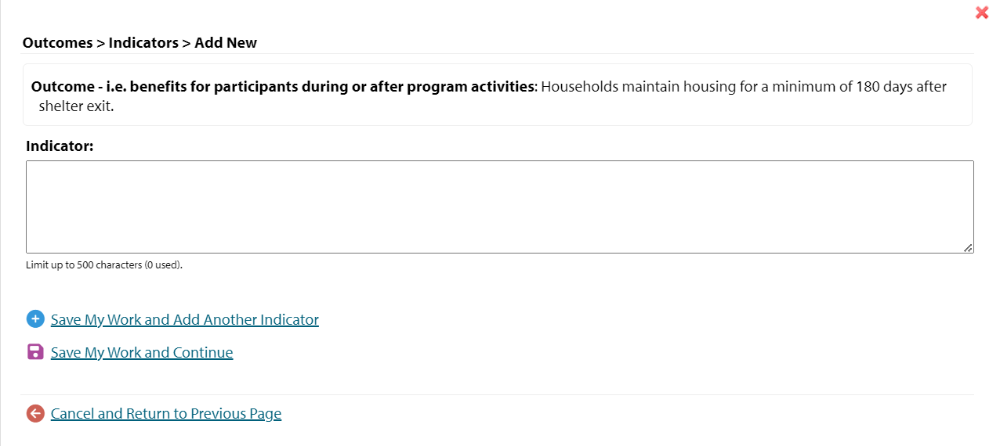 Outcomes > Indicators > Add New
Outcome - i.e. benefits for participants during or after program activities: Households maintain housing for a minimum of 180 days after
shelter exit.
Indicator:
Limit up to 500 characters (0 used).
Save My Work and Add Another Indicator
Save My Work and Continue
Cancel and Return to Previous Page